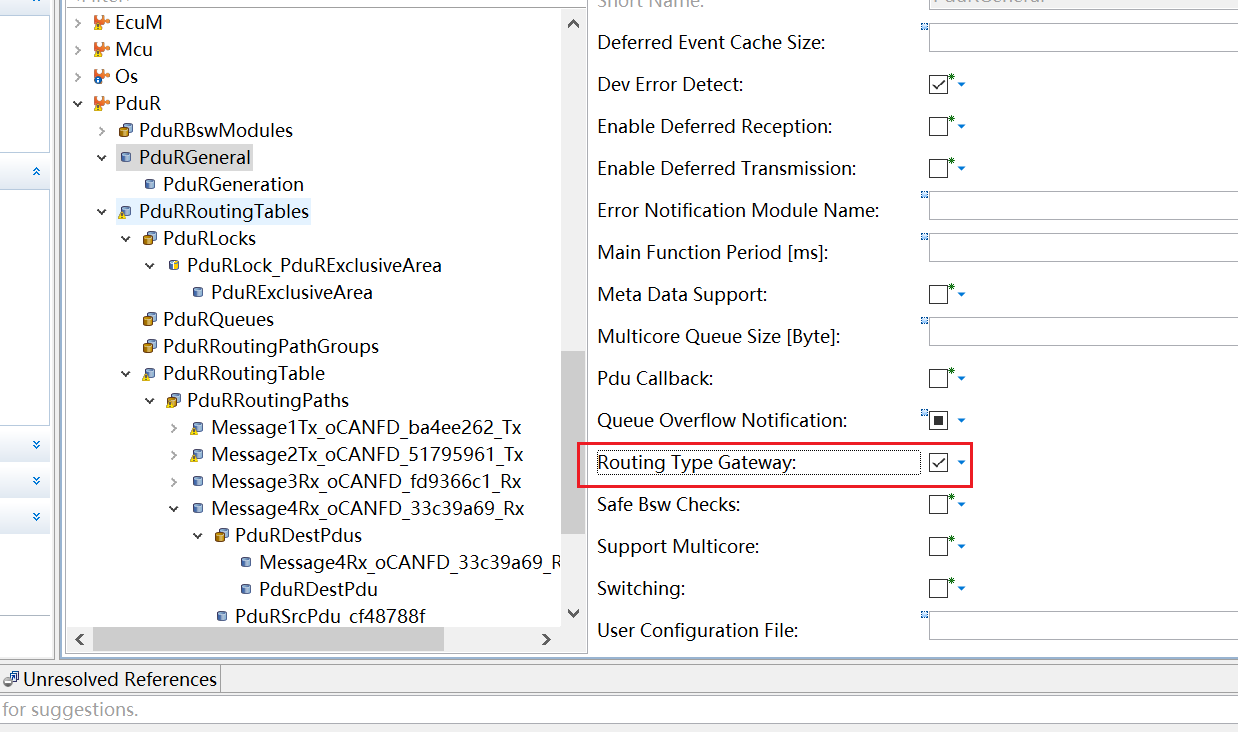 EcuM
Mcu
Os
PduR
PduRBswModules
PduRGeneral
PduRGeneration
PduRRoutingTables
PduRLocks
PduRLock_PduRExclusiveArea
PduRExclusiveArea
PduRQueues
PduRRoutingPathGroups
PduRRoutingTable
PduRRoutingPaths
Message1Tx_oCANFD_ba4ee262_Tx
Message2Tx_oCANFD_51795961_Tx
Message3Rx_oCANFD_fd9366c1_Rx
Message4Rx_oCANFD_33c39a69_Rx
PduRDestPdus
Message4Rx_oCANFD_33c39a69_R
PduRDestPdu
PduRSrcPdu_cf48788f
Short Name:
PduRGeneral
Deferred Event Cache Size:
Dev Error Detect:
Enable Deferred Reception:
Enable Deferred Transmission:
Error Notification Module Name:
Main Function Period [ms]:
Meta Data Support:
Multicore Queue Size [Byte]:
Pdu Callback:
Queue Overflow Notification:
Routing Type Gateway:
Safe Bsw Checks:
Support Multicore:
Switching:
User Configuration File:
Unresolved References
for suggestions.